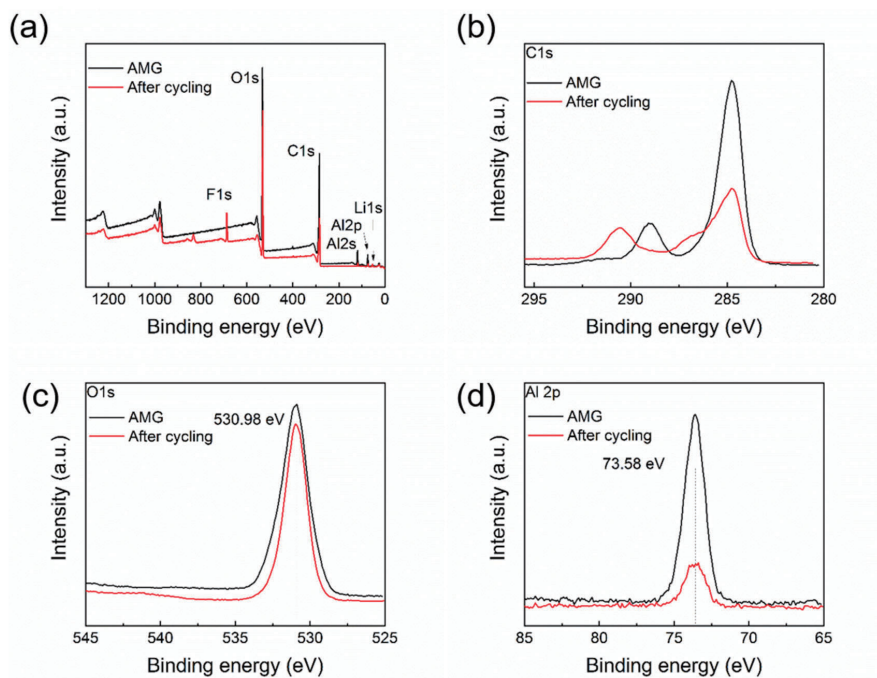 (a)
AMG
After cycling
O1s
C1s
F1s
Li1s
Al2p
Al2s
Intensity (a.u.)
1200 1000 800 600 400 200 0
Binding energy (eV)
(b)
C1s
AMG
After cycling
Intensity (a.u.)
295 290 285 280
Binding energy (eV)
(c)
O1s
AMG
After cycling
530.98 eV
Intensity (a.u.)
545 540 535 530 525
Binding energy (eV)
(d)
Al 2p
AMG
After cycling
73.58 eV
Intensity (a.u.)
85 80 75 70 65
Binding energy (eV)